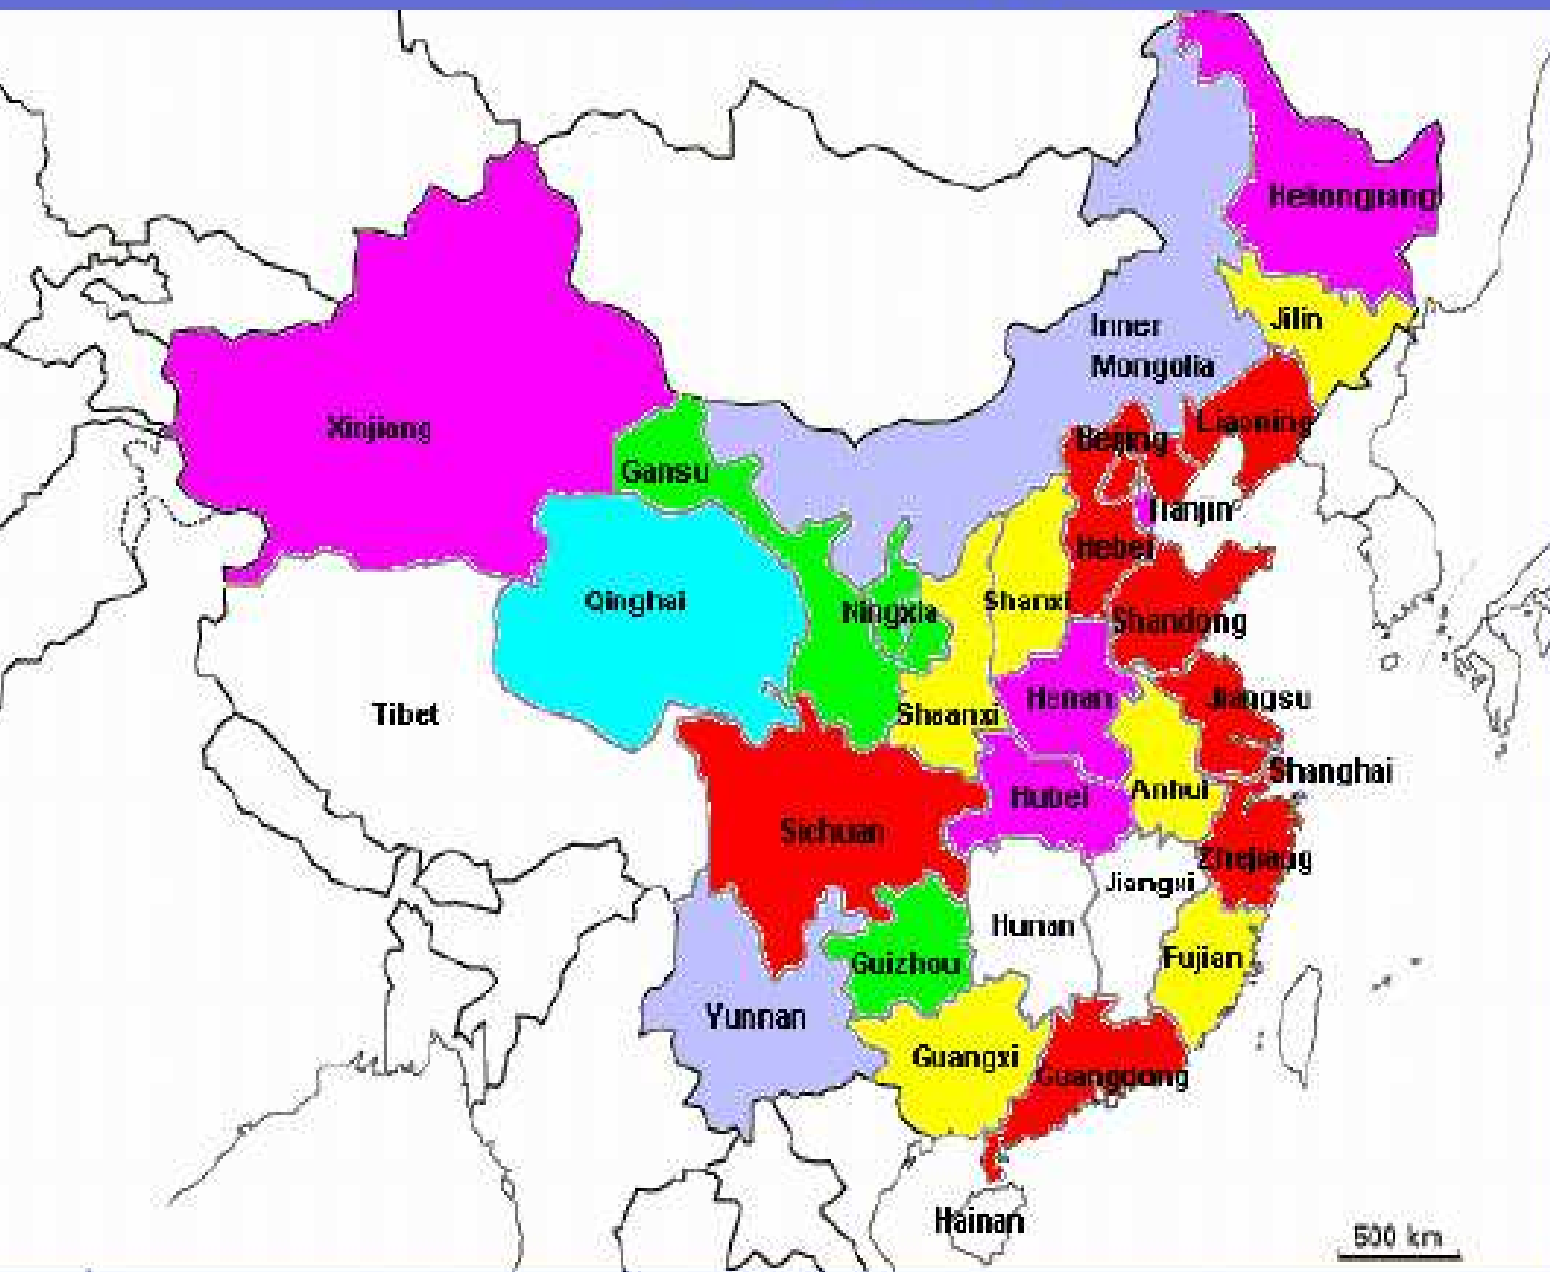 Heilongjiang
Jilin
Inner
Mongolia
Liaoning
Beijing
Xinjiang
Gansu
Tianjin
Hebei
Qinghai
Ningxia
Shanxi
Shandong
Tibet
Shaanxi
Henan
Jiangsu
Shanghai
Hubei
Anhui
Sichuan
Zhejiang
Jiangxi
Hunan
Guizhou
Fujian
Yunnan
Guangxi
Guangdong
Hainan
500 km